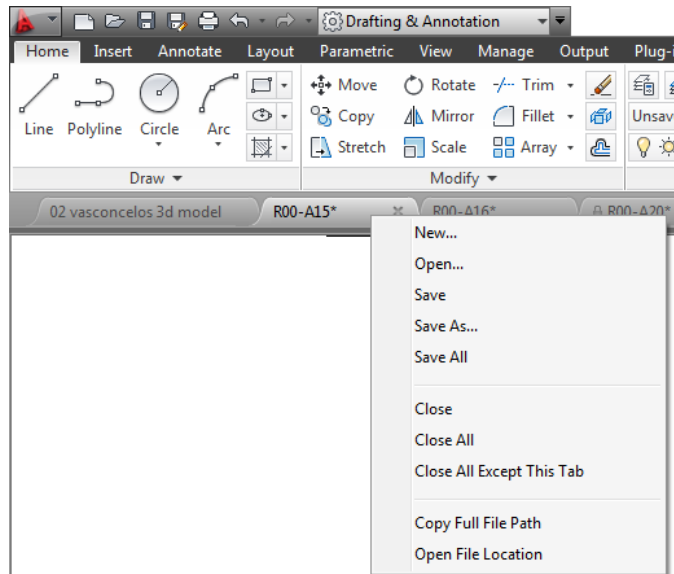 Drafting & Annotation
Home Insert Annotate Layout Parametric View Manage Output Plug-i
Move Rotate Trim
Line Polyline Circle Arc Copy Mirror Fillet Unsav
Stretch Scale Array
Draw Modify
02 vasconcelos 3d model R00-A15* R00-A16* R00-A20*
New...
Open...
Save
Save As...
Save All
Close
Close All
Close All Except This Tab
Copy Full File Path
Open File Location